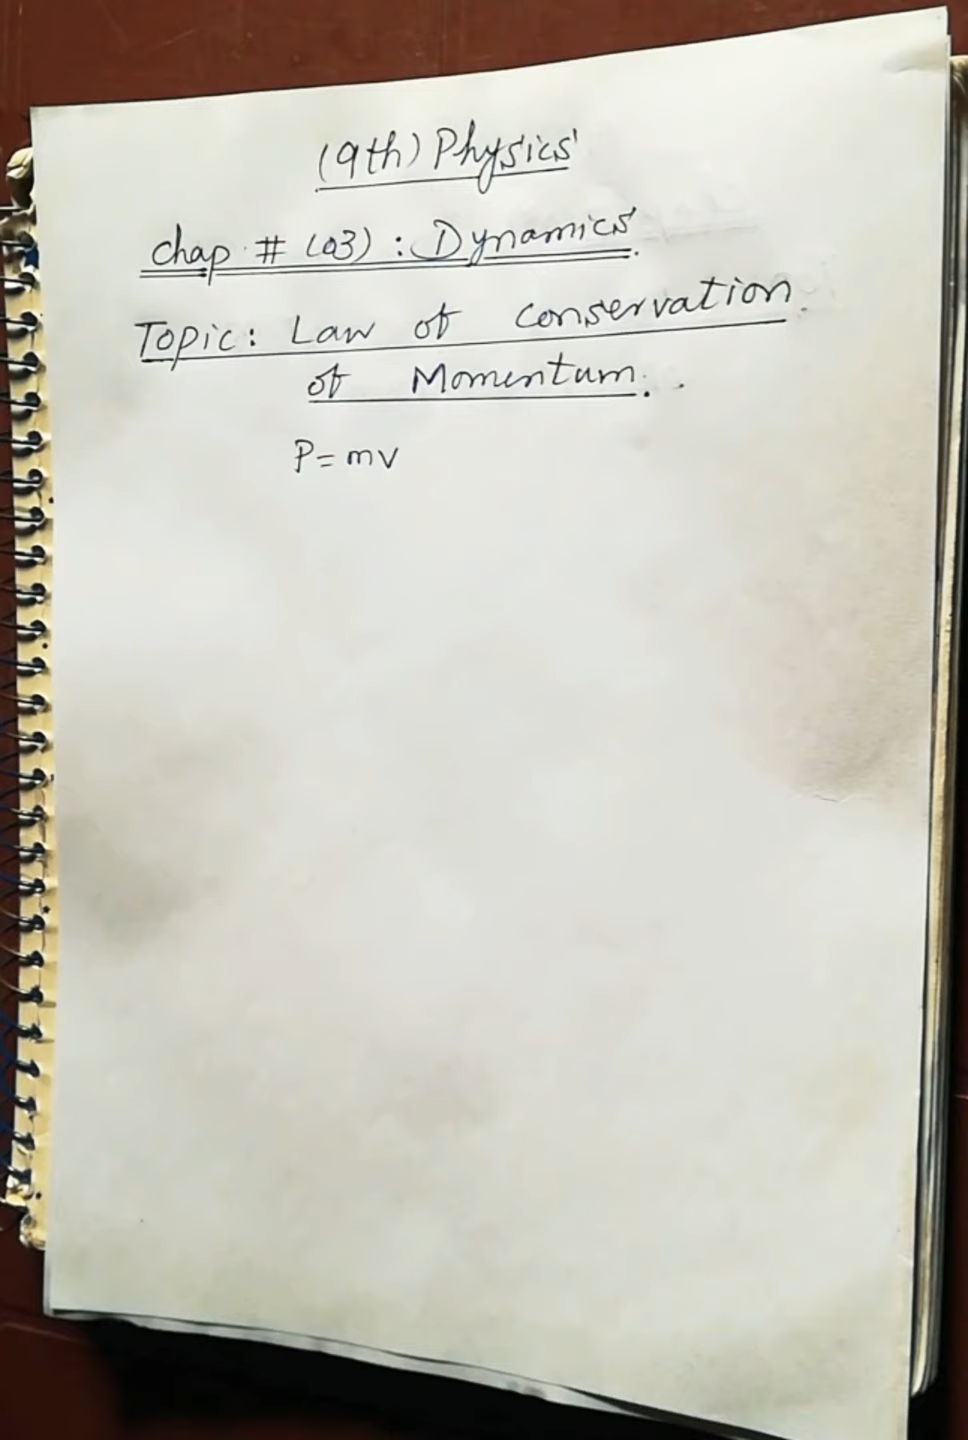 (9th) Physics
Chap. # (03) : Dynamics.
Topic: Law of Conservation.
of Momentum.
P = mv